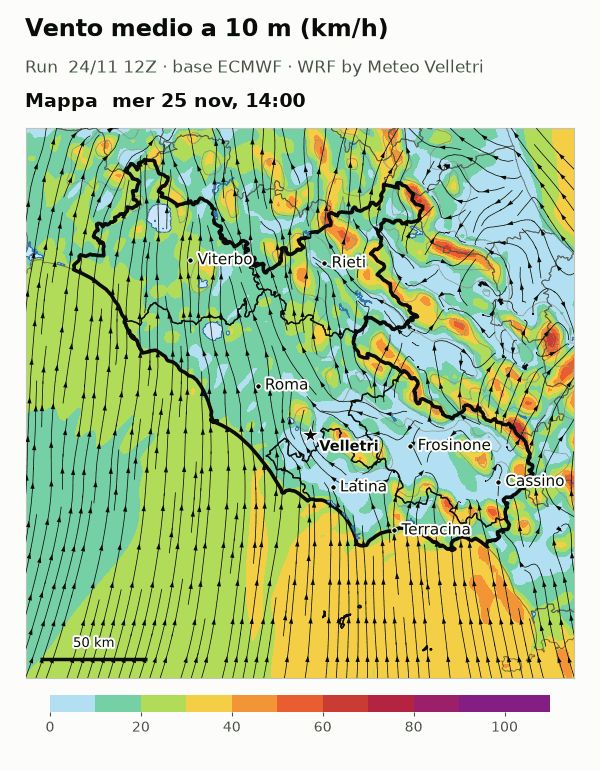 Vento medio a 10 m (km/h)
Run  24/11 12Z · base ECMWF · WRF by Meteo Velletri
Mappa  mer 25 nov, 14:00
Viterbo
Rieti
Roma
Velletri
Frosinone
Latina
Cassino
Terracina
50 km
0 20 40 60 80 100